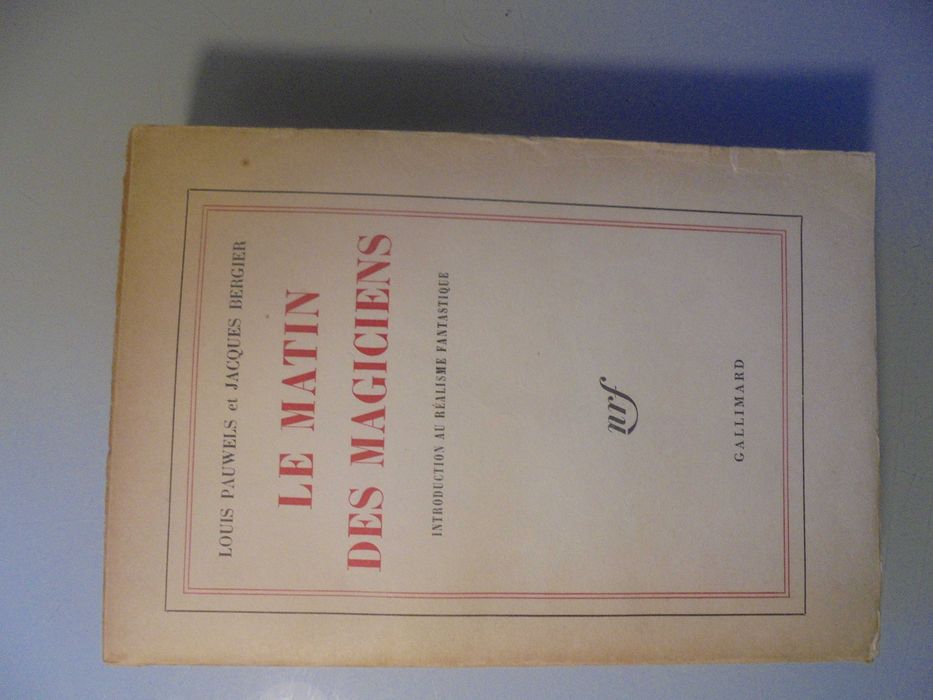 LOUIS PAUWELS et JACQUES BERGIER
LE MATIN
DES MAGICIENS
INTRODUCTION AU RÉALISME FANTASTIQUE
nrf
GALLIMARD